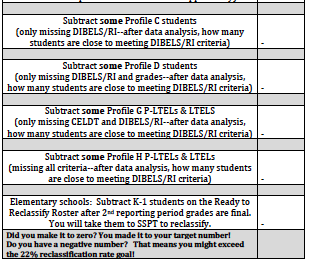 Subtract some Profile C students
(only missing DIBELS/RI--after data analysis, how many
students are close to meeting DIBELS/RI criteria)
-
Subtract some Profile D students
(only missing DIBELS/RI and grades--after data analysis,
how many students are close to meeting DIBELS/RI criteria)
-
Subtract some Profile G P-LTELs & LTELS
(only missing CELDT and DIBELS/RI--after data analysis,
how many students are close to meeting DIBELS/RI criteria)
-
Subtract some Profile H P-LTELs & LTELs
(missing all criteria--after data analysis, how many students
are close to meeting DIBELS/RI criteria)
-
Elementary schools: Subtract K-1 students on the Ready to
Reclassify Roster after 2nd reporting period grades are final.
You will take them to SSPT to reclassify.
-
Did you make it to zero? You made it to your target number!
Do you have a negative number? That means you might exceed
the 22% reclassification rate goal!